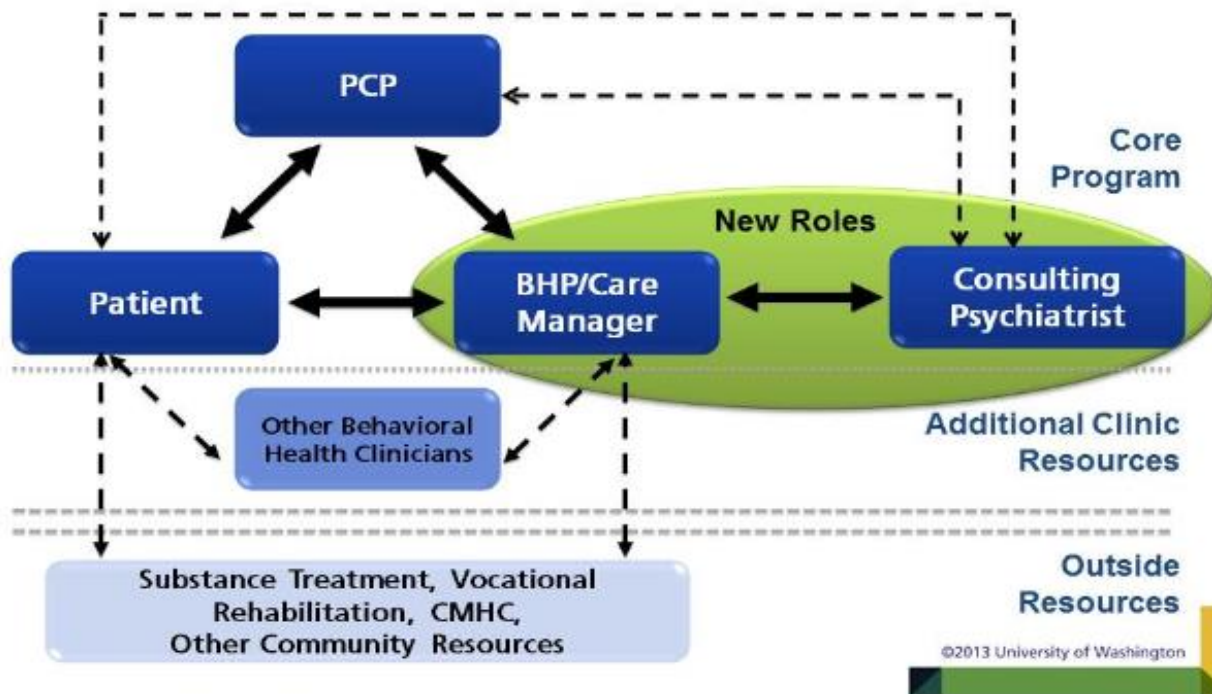 PCP
Core
Program
New Roles
Patient
BHP/Care
Manager
Consulting
Psychiatrist
Other Behavioral
Health Clinicians
Additional Clinic
Resources
Substance Treatment, Vocational
Rehabilitation, CMHC,
Other Community Resources
Outside
Resources
©2013 University of Washington